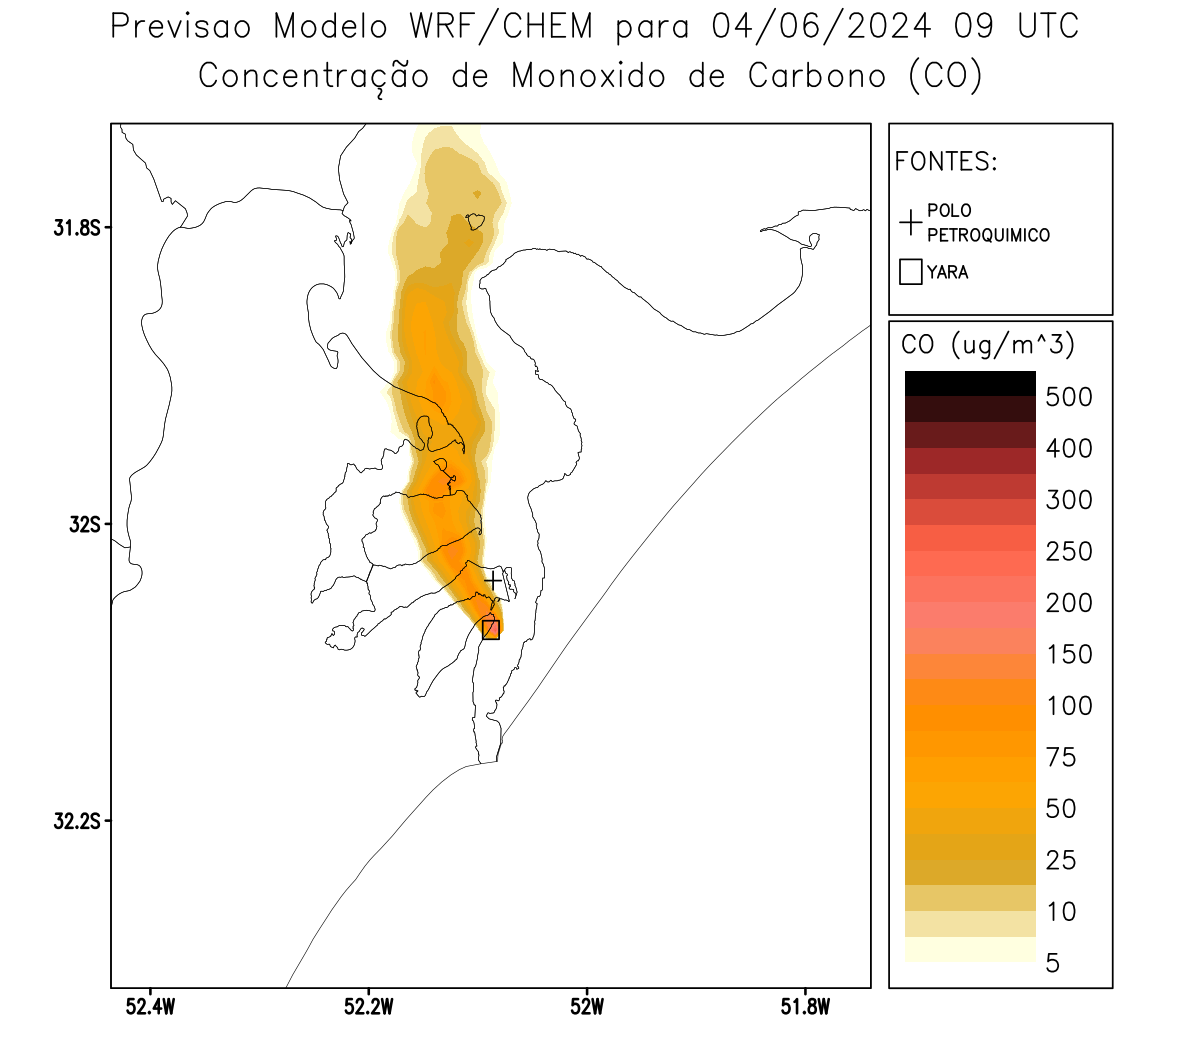 Previsao Modelo WRF/CHEM para 04/06/2024 09 UTC
Concentração de Monoxido de Carbono (CO)
FONTES:
POLO
PETROQUIMICO
YARA
CO (ug/m^3)
500
400
300
250
200
150
100
75
50
25
10
5
31.8S
32S
32.2S
52.4W
52.2W
52W
51.8W